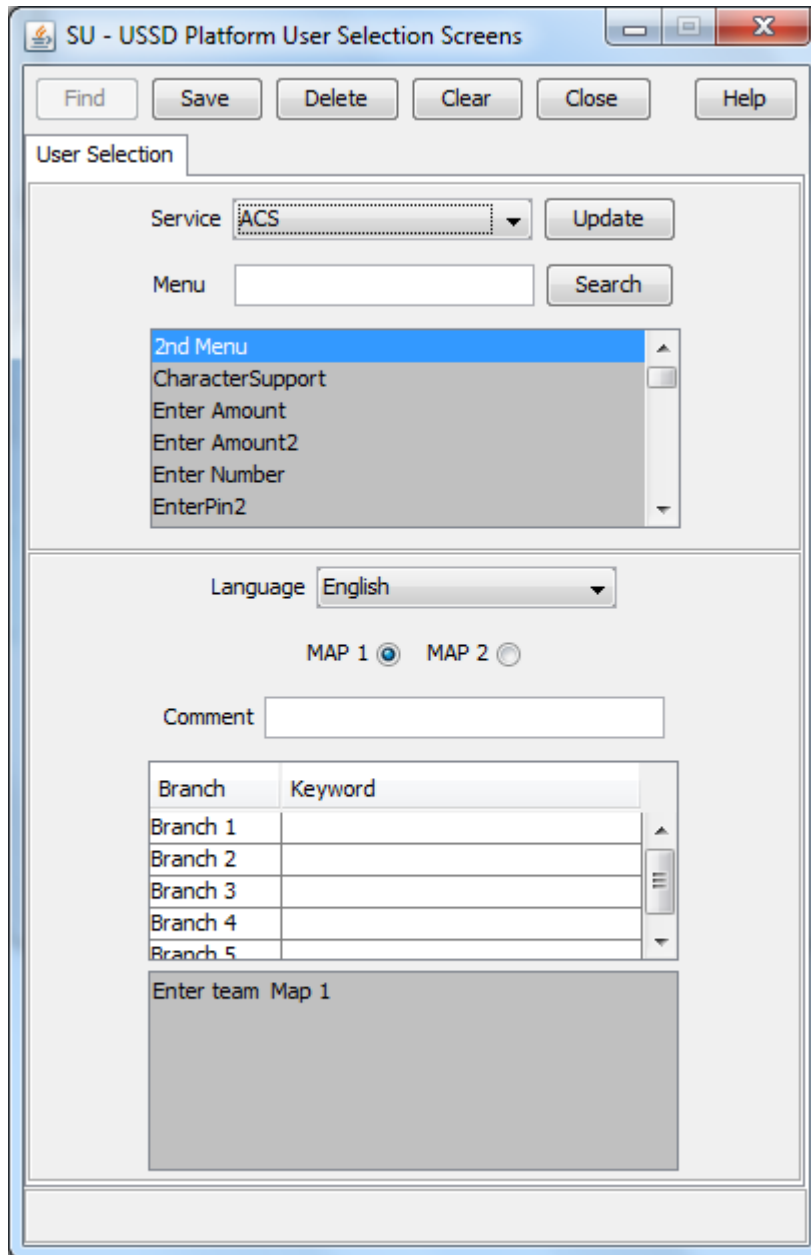 SU - USSD Platform User Selection Screens
Find Save Delete Clear Close Help
User Selection
Service ACS Update
Menu Search
2nd Menu
CharacterSupport
Enter Amount
Enter Amount2
Enter Number
EnterPin2
Language English
MAP 1 MAP 2
Comment
Branch Keyword
Branch 1
Branch 2
Branch 3
Branch 4
Branch 5
Enter team Map 1